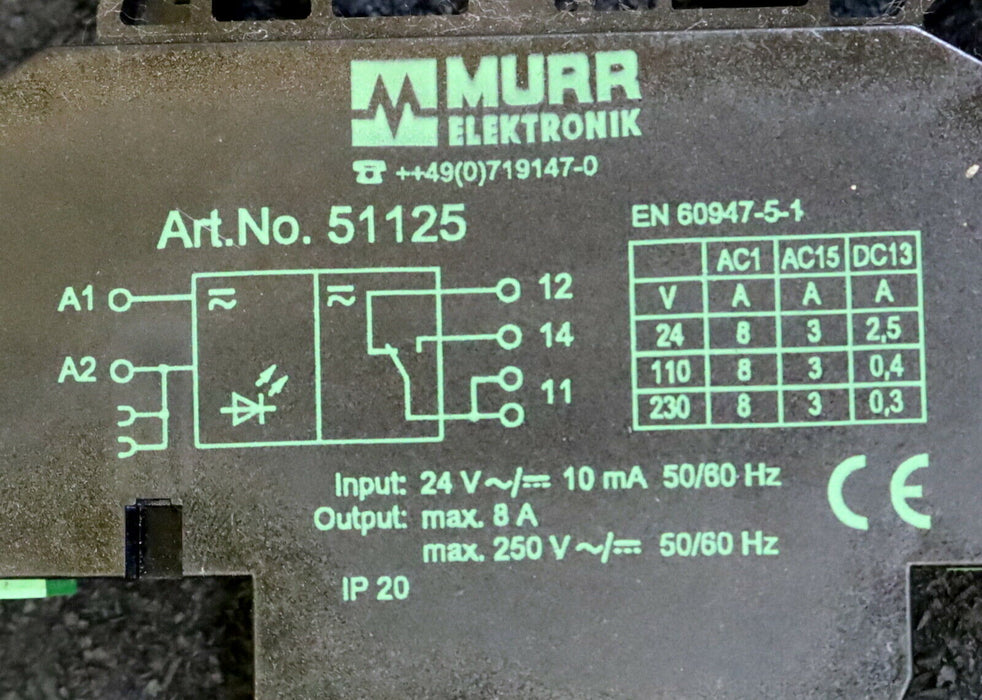 MURR
ELEKTRONIK
☎ ++49(0)719147-0
Art.No. 51125
A1
A2
12
14
11
EN 60947-5-1
AC1 AC15 DC13
V A A A
24 8 3 2,5
110 8 3 0,4
230 8 3 0,3
Input: 24 V ~/⎓ 10 mA 50/60 Hz
Output: max. 8 A
max. 250 V ~/⎓ 50/60 Hz
IP 20
CE